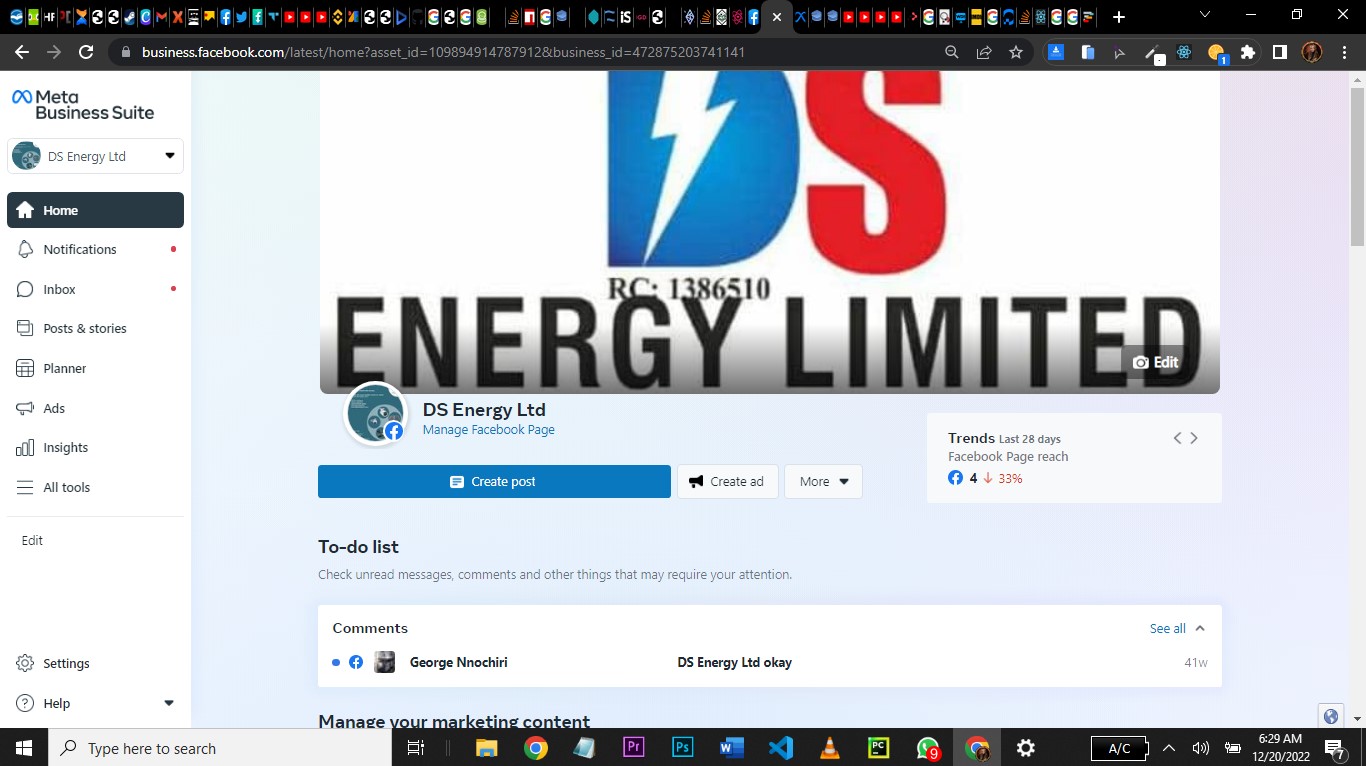 business.facebook.com/latest/home?asset_id=109894914787912&business_id=472875203741141
Meta
Business Suite
DS Energy Ltd
Home
Notifications
Inbox
Posts & stories
Planner
Ads
Insights
All tools
Edit
Settings
Help
DS
RC: 1386510
ENERGY LIMITED
Edit
DS Energy Ltd
Manage Facebook Page
Create post
Create ad
More
Trends Last 28 days
Facebook Page reach
4 ↓ 33%
To-do list
Check unread messages, comments and other things that may require your attention.
Comments
See all
George Nnochiri
DS Energy Ltd okay
41w
Manage your marketing content
Type here to search
Pr
Ps
W
PC
9
A/C
6:29 AM
12/20/2022
7